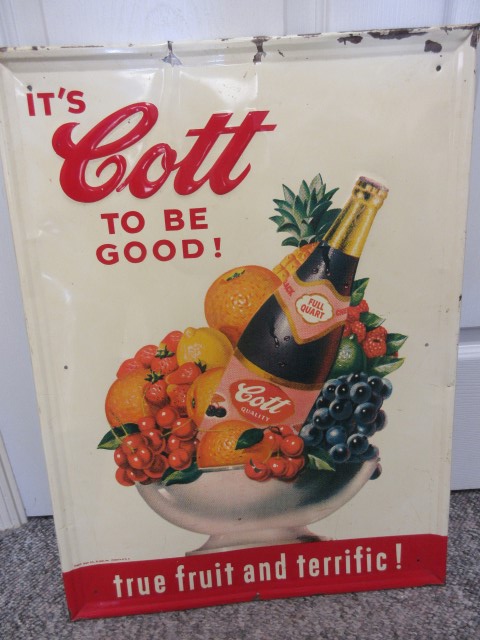 IT'S
Cott
TO BE
GOOD!
FULL
QUART
Cott
QUALITY
true fruit and terrific!